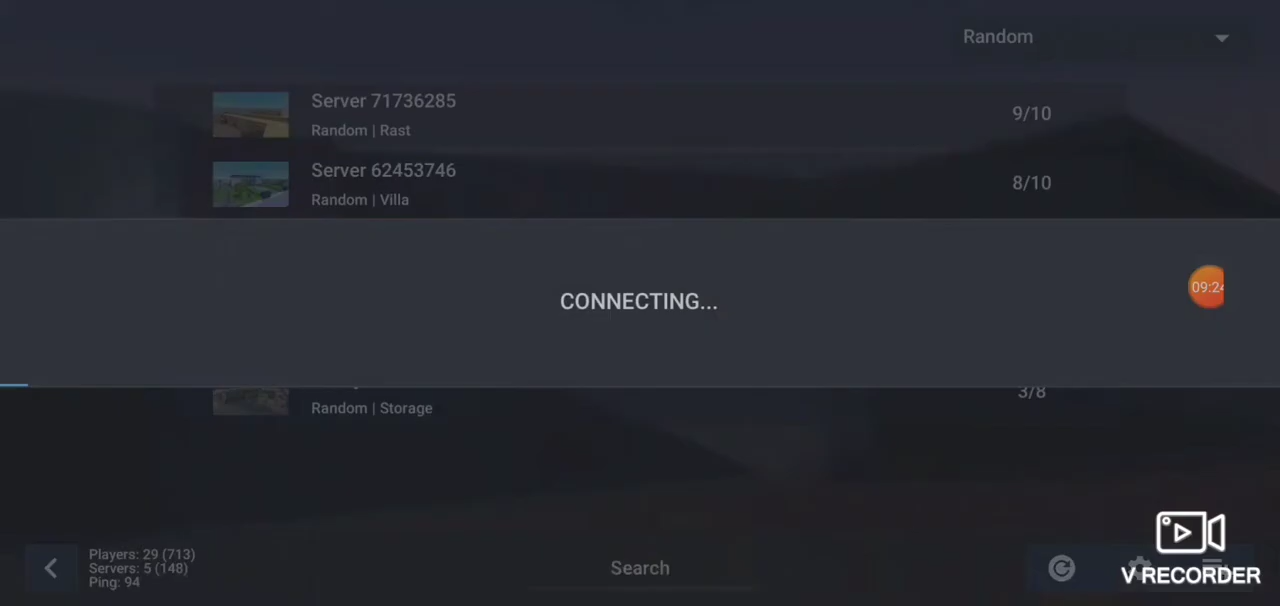 Random
Server 71736285
Random | Rast
9/10
Server 62453746
Random | Villa
8/10
CONNECTING...
09:24
Random | Storage
3/8
Players: 29 (713)
Servers: 5 (148)
Ping: 94
Search
V RECORDER